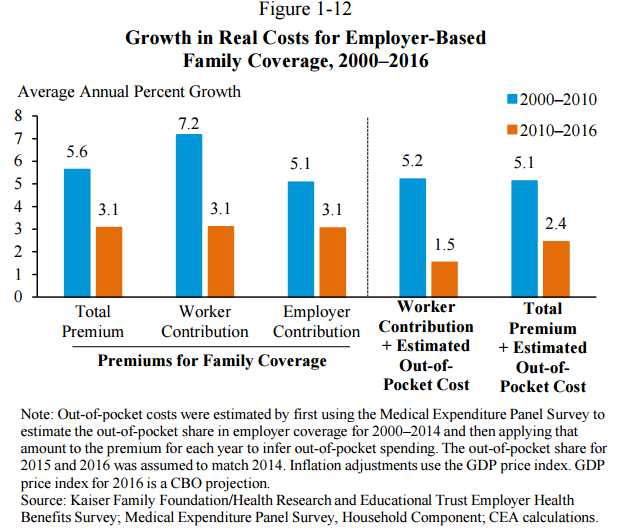 Figure 1-12
Growth in Real Costs for Employer-Based
Family Coverage, 2000–2016
Average Annual Percent Growth
2000–2010
2010–2016
8
7
6
5
4
3
2
1
0
5.6
3.1
7.2
3.1
5.1
3.1
5.2
1.5
5.1
2.4
Total
Premium
Worker
Contribution
Employer
Contribution
Premiums for Family Coverage
Worker
Contribution
+ Estimated
Out-of-
Pocket Cost
Total
Premium
+ Estimated
Out-of-
Pocket Cost
Note: Out-of-pocket costs were estimated by first using the Medical Expenditure Panel Survey to
estimate the out-of-pocket share in employer coverage for 2000–2014 and then applying that
amount to the premium for each year to infer out-of-pocket spending. The out-of-pocket share for
2015 and 2016 was assumed to match 2014. Inflation adjustments use the GDP price index. GDP
price index for 2016 is a CBO projection.
Source: Kaiser Family Foundation/Health Research and Educational Trust Employer Health
Benefits Survey; Medical Expenditure Panel Survey, Household Component; CEA calculations.